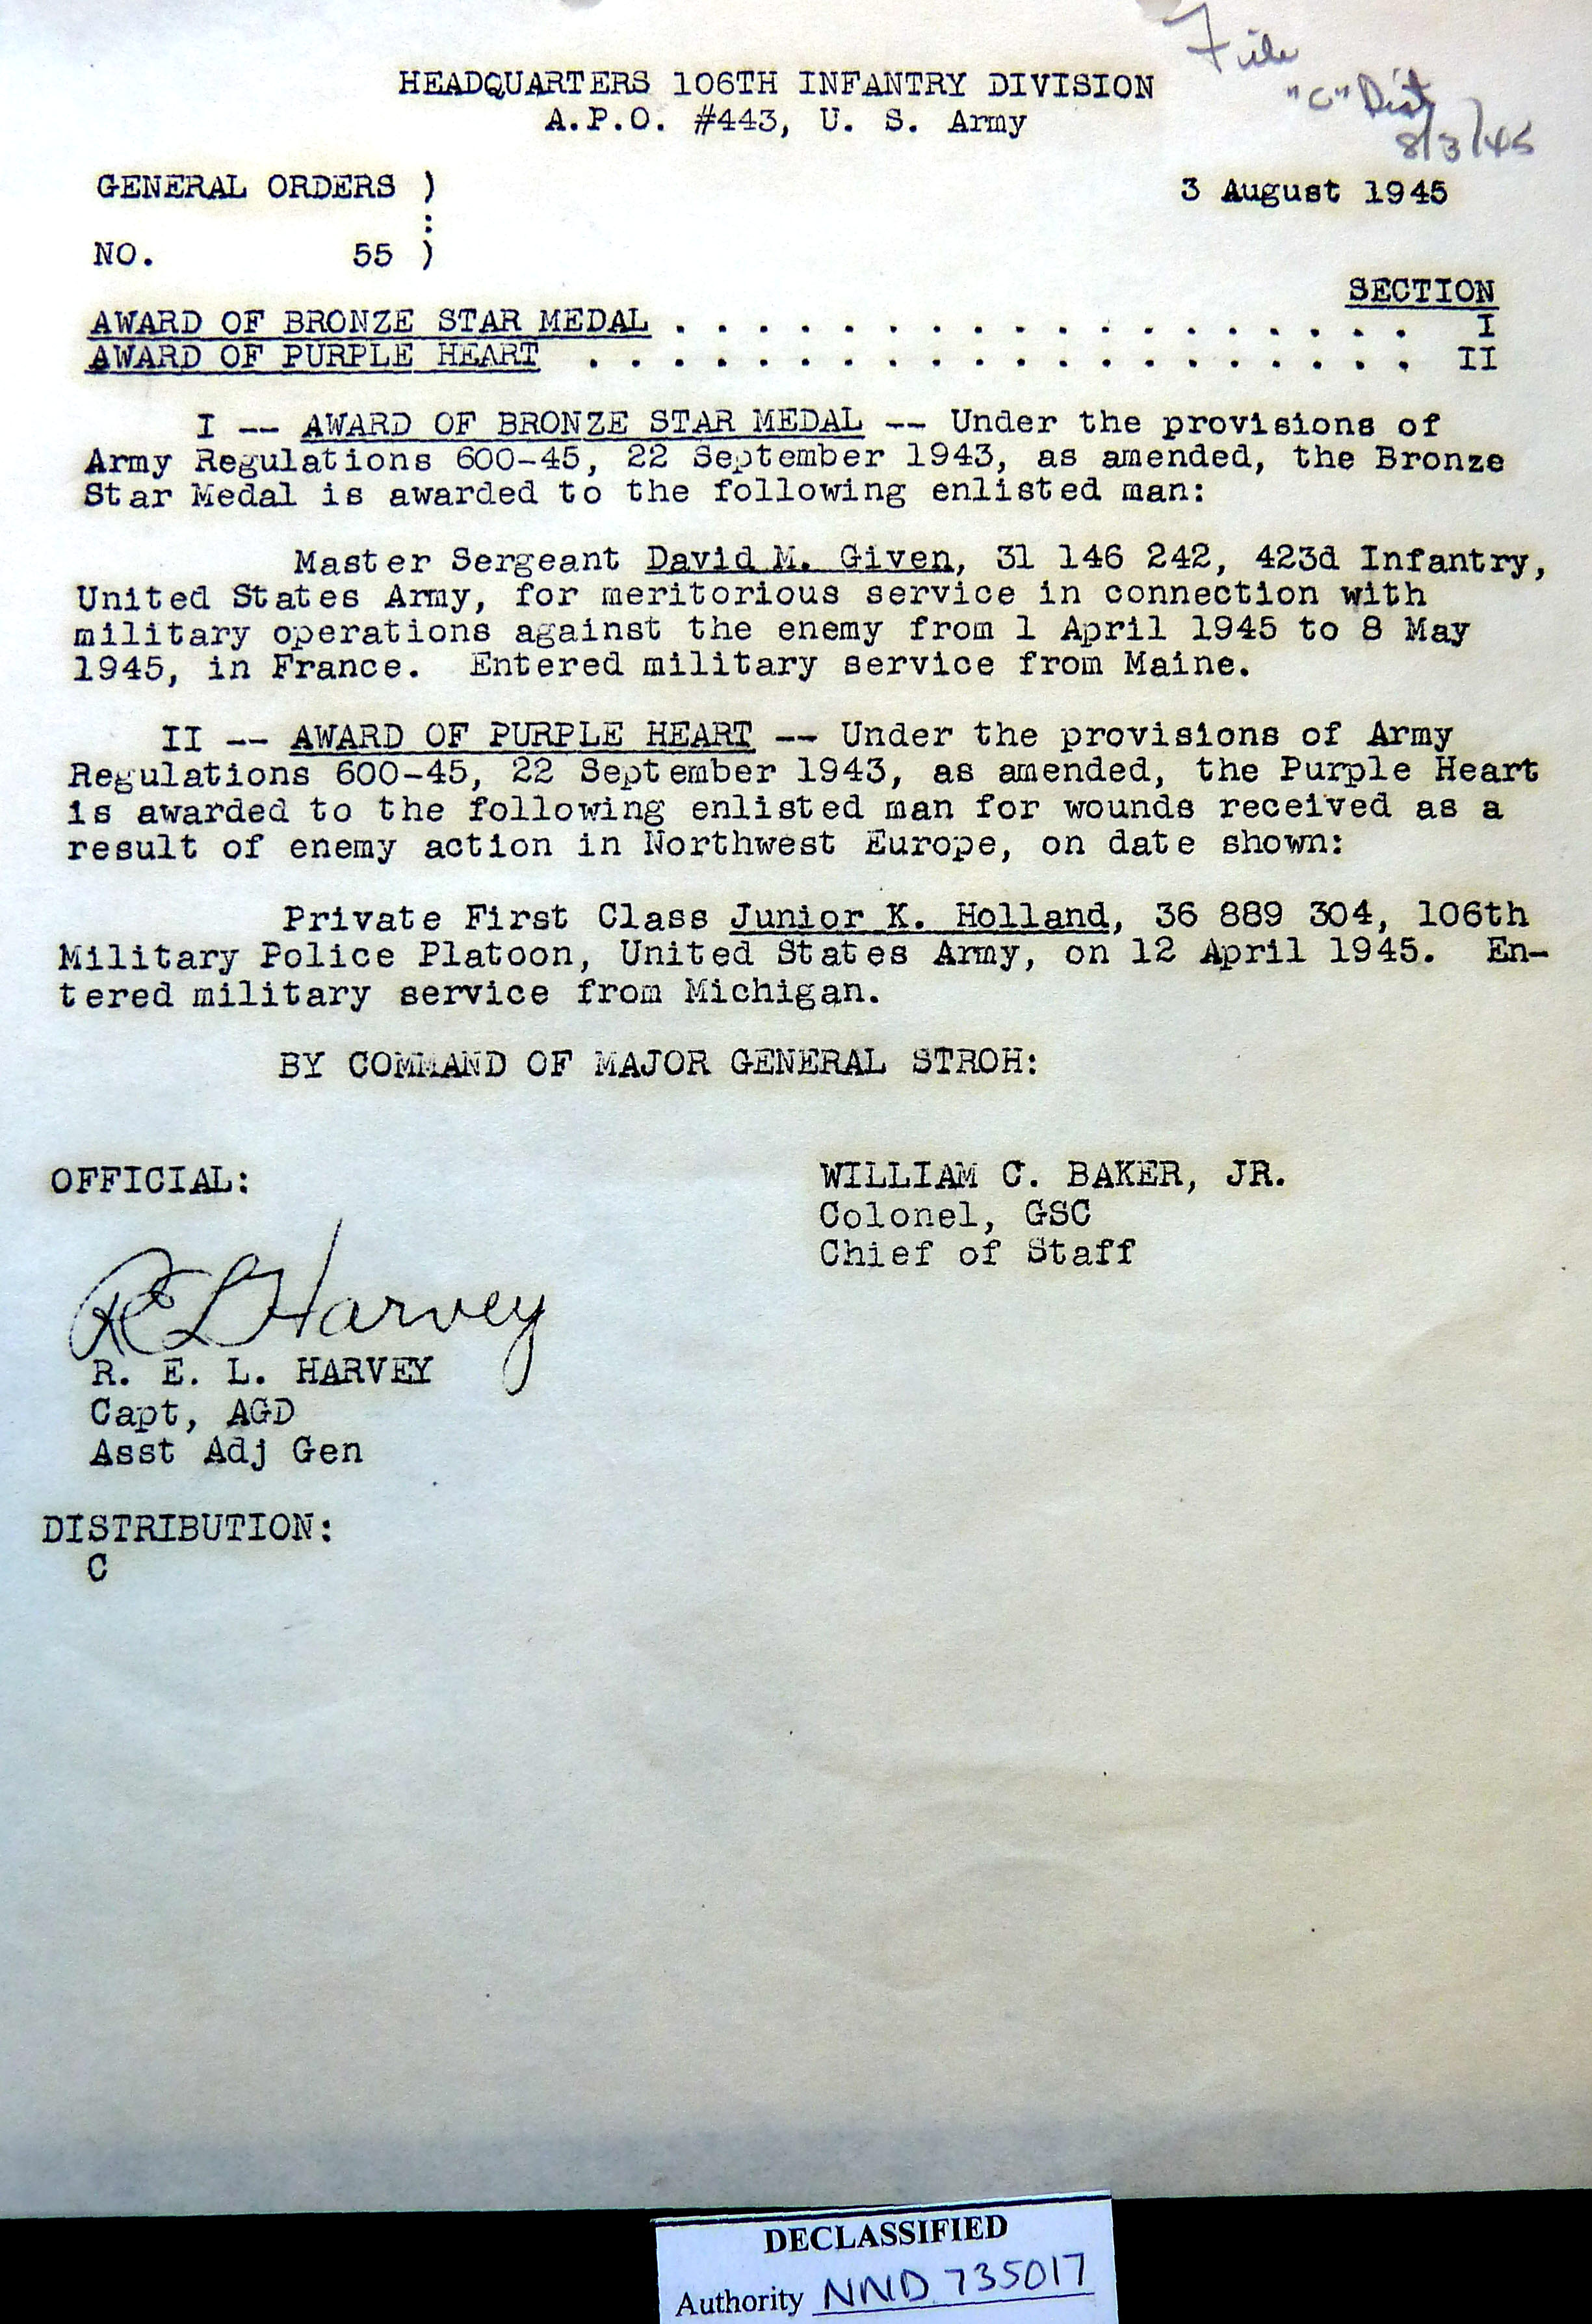 File
"C" Dist
8/3/45
HEADQUARTERS 106TH INFANTRY DIVISION
A.P.O. #443, U. S. Army
GENERAL ORDERS )
:
NO. 55 )
3 August 1945
SECTION
AWARD OF BRONZE STAR MEDAL . . . . . . . . . . . . . . . . . . I
AWARD OF PURPLE HEART . . . . . . . . . . . . . . . . . . . . . II
I -- AWARD OF BRONZE STAR MEDAL -- Under the provisions of
Army Regulations 600-45, 22 September 1943, as amended, the Bronze
Star Medal is awarded to the following enlisted man:
Master Sergeant David M. Given, 31 146 242, 423d Infantry,
United States Army, for meritorious service in connection with
military operations against the enemy from 1 April 1945 to 8 May
1945, in France. Entered military service from Maine.
II -- AWARD OF PURPLE HEART -- Under the provisions of Army
Regulations 600-45, 22 September 1943, as amended, the Purple Heart
is awarded to the following enlisted man for wounds received as a
result of enemy action in Northwest Europe, on date shown:
Private First Class Junior K. Holland, 36 889 304, 106th
Military Police Platoon, United States Army, on 12 April 1945. En-
tered military service from Michigan.
BY COMMAND OF MAJOR GENERAL STROH:
OFFICIAL:
WILLIAM C. BAKER, JR.
Colonel, GSC
Chief of Staff
R E L Harvey
R. E. L. HARVEY
Capt, AGD
Asst Adj Gen
DISTRIBUTION:
C
DECLASSIFIED
Authority NND 735017